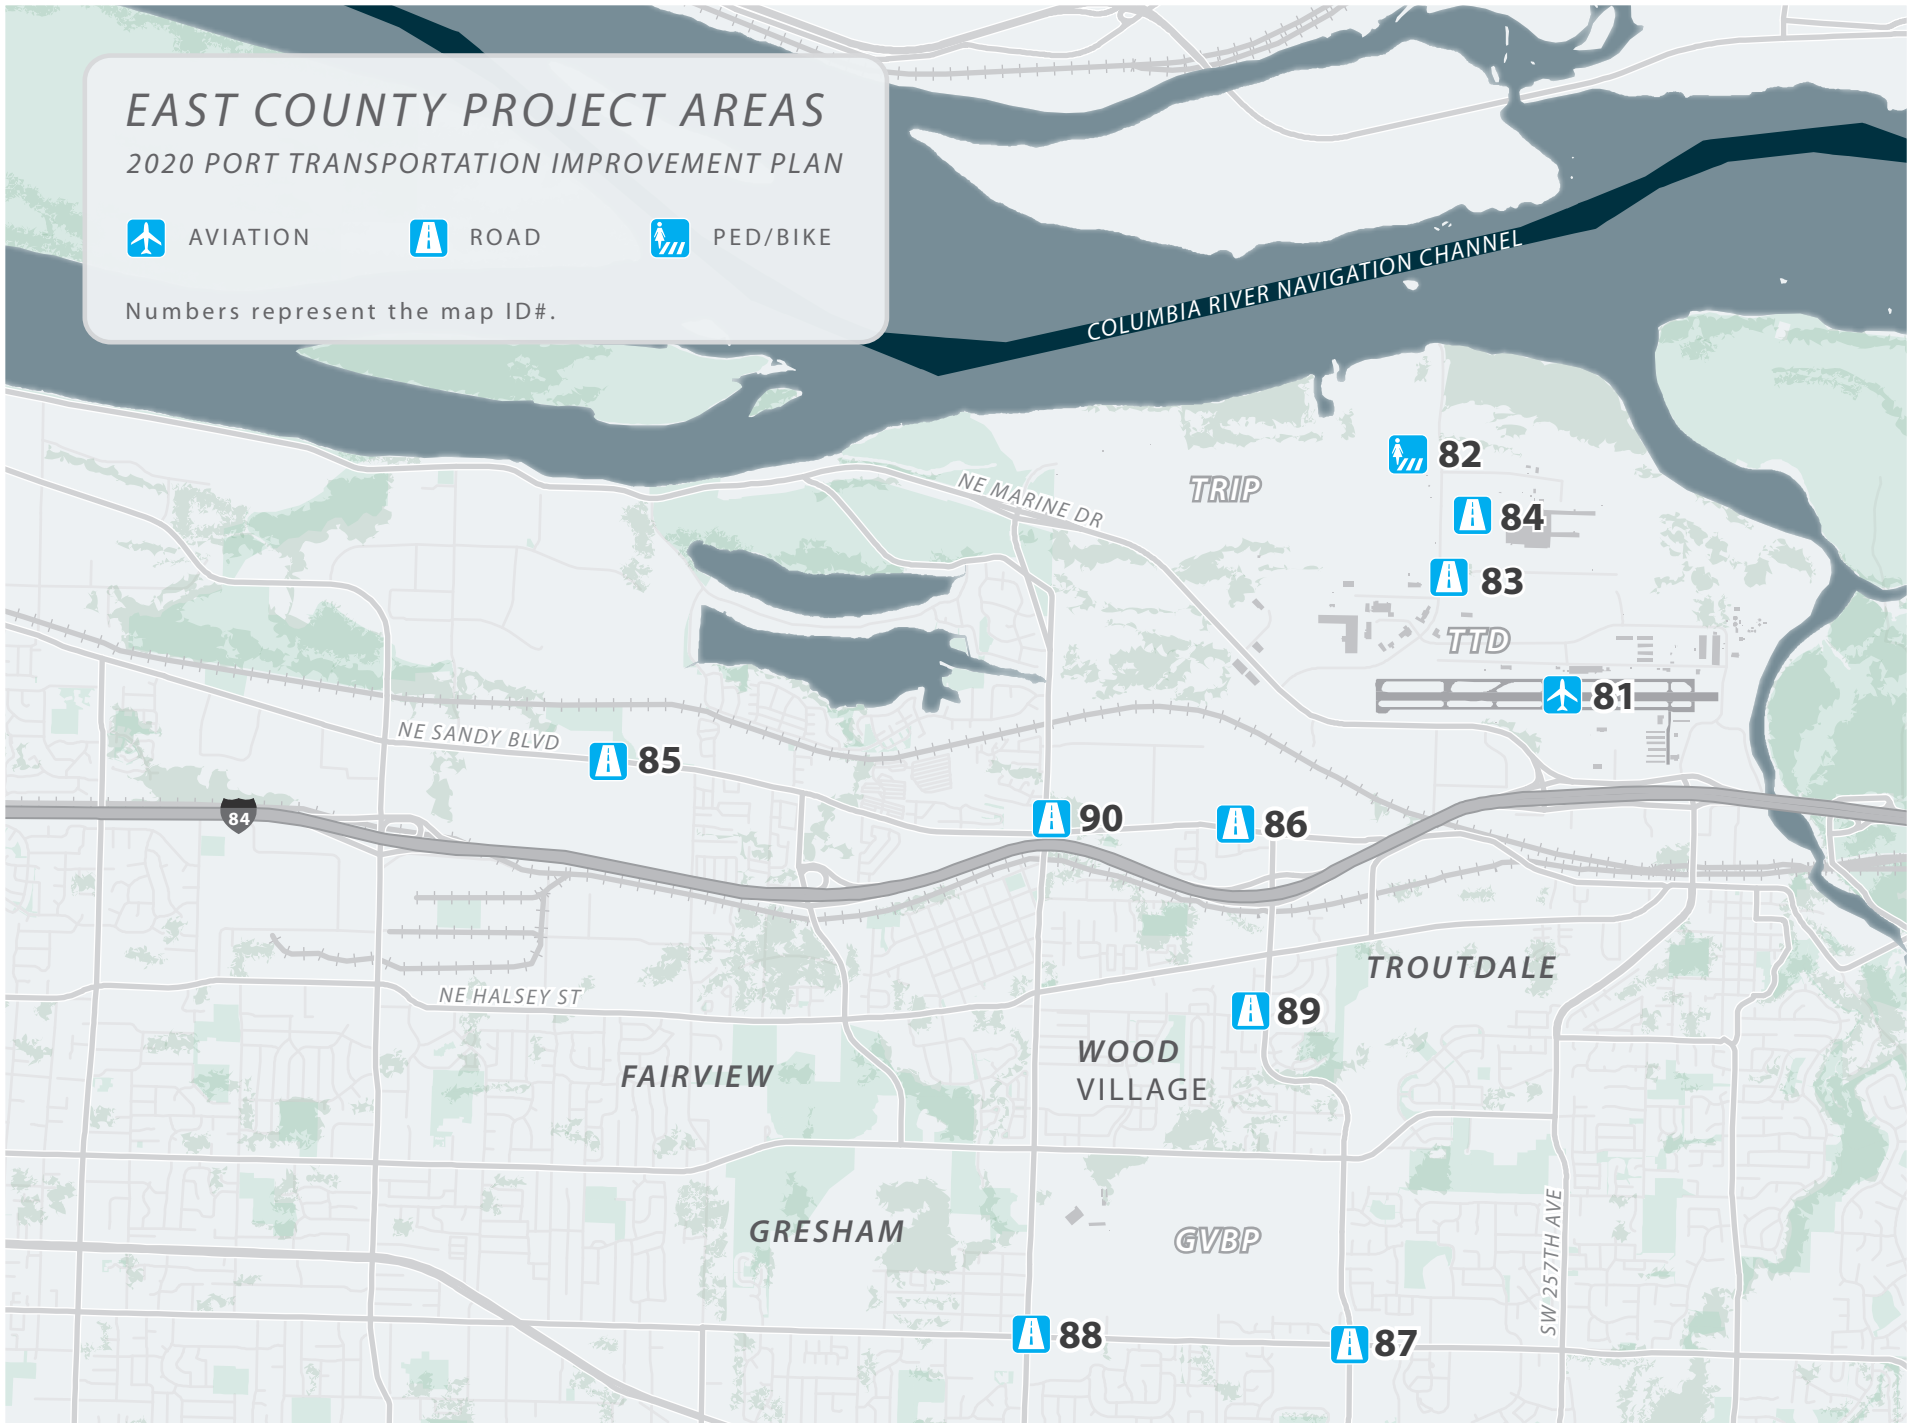 EAST COUNTY PROJECT AREAS
2020 PORT TRANSPORTATION IMPROVEMENT PLAN
AVIATION
ROAD
PED/BIKE
Numbers represent the map ID#.
COLUMBIA RIVER NAVIGATION CHANNEL
82
TRIP
NE MARINE DR
84
83
TTD
81
NE SANDY BLVD
85
84
90
86
TROUTDALE
NE HALSEY ST
89
WOOD
VILLAGE
FAIRVIEW
GRESHAM
GVBP
SW 257TH AVE
88
87